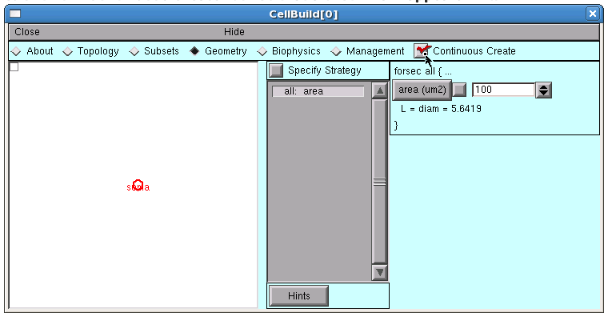 CellBuild[0]
Close Hide
About Topology Subsets Geometry Biophysics Management Continuous Create
Specify Strategy
forsec all { ...
all: area
area (um2) 100
L = diam = 5.6419
}
soma
Hints